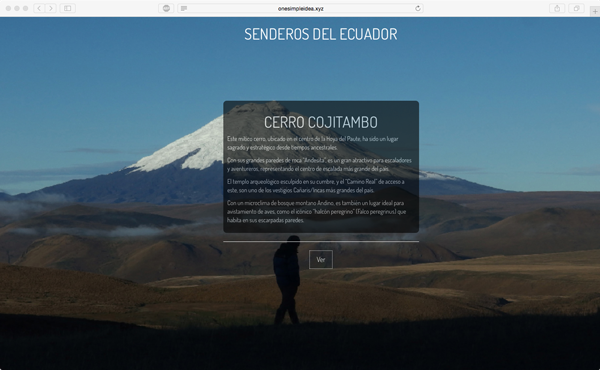 onesimpleidea.xyz
SENDEROS DEL ECUADOR
CERRO COJITAMBO
Este mítico cerro, ubicado en el centro de la Hoya del Paute, ha sido un lugar
sagrado y estratégico desde tiempos ancestrales.
Con sus grandes paredes de roca "Andesita", es un gran atractivo para escaladores
y aventureros, representando el centro de escalada más grande del país.
El templo arqueológico esculpido en su cumbre, y el "Camino Real" de acceso a
este, son uno de los vestigios Cañaris/Incas más grandes del país.
Con un microclima de bosque montano Andino, es también un lugar ideal para
avistamiento de aves, como el icónico "halcón peregrino" (Falco peregrinus) que
habita en sus escarpadas paredes.
Ver